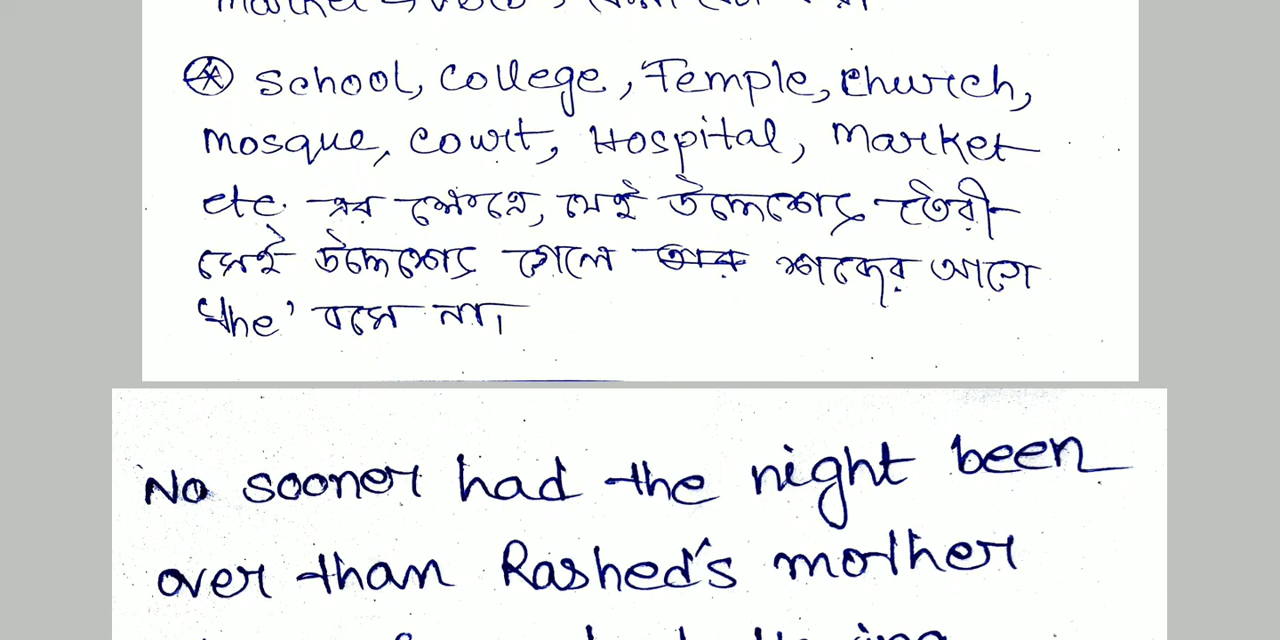 School, College, Temple, Church,
Mosque, Court, Hospital, Market
etc. এর ক্ষেত্রে, যেই উদ্দেশ্যে তৈরী
সেই উদ্দেশ্যে গেলে শব্দের আগে
'the' বসে না।
No sooner had the night been
over than Rashed's mother